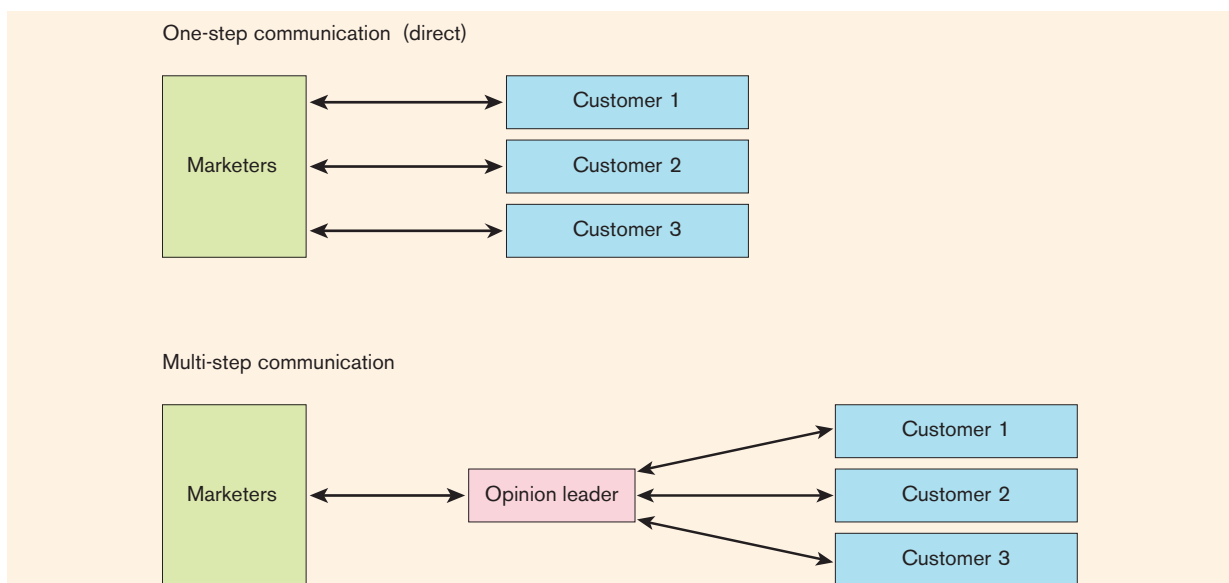 One-step communication (direct)
Customer 1
Marketers
Customer 2
Customer 3
Multi-step communication
Customer 1
Marketers
Opinion leader
Customer 2
Customer 3